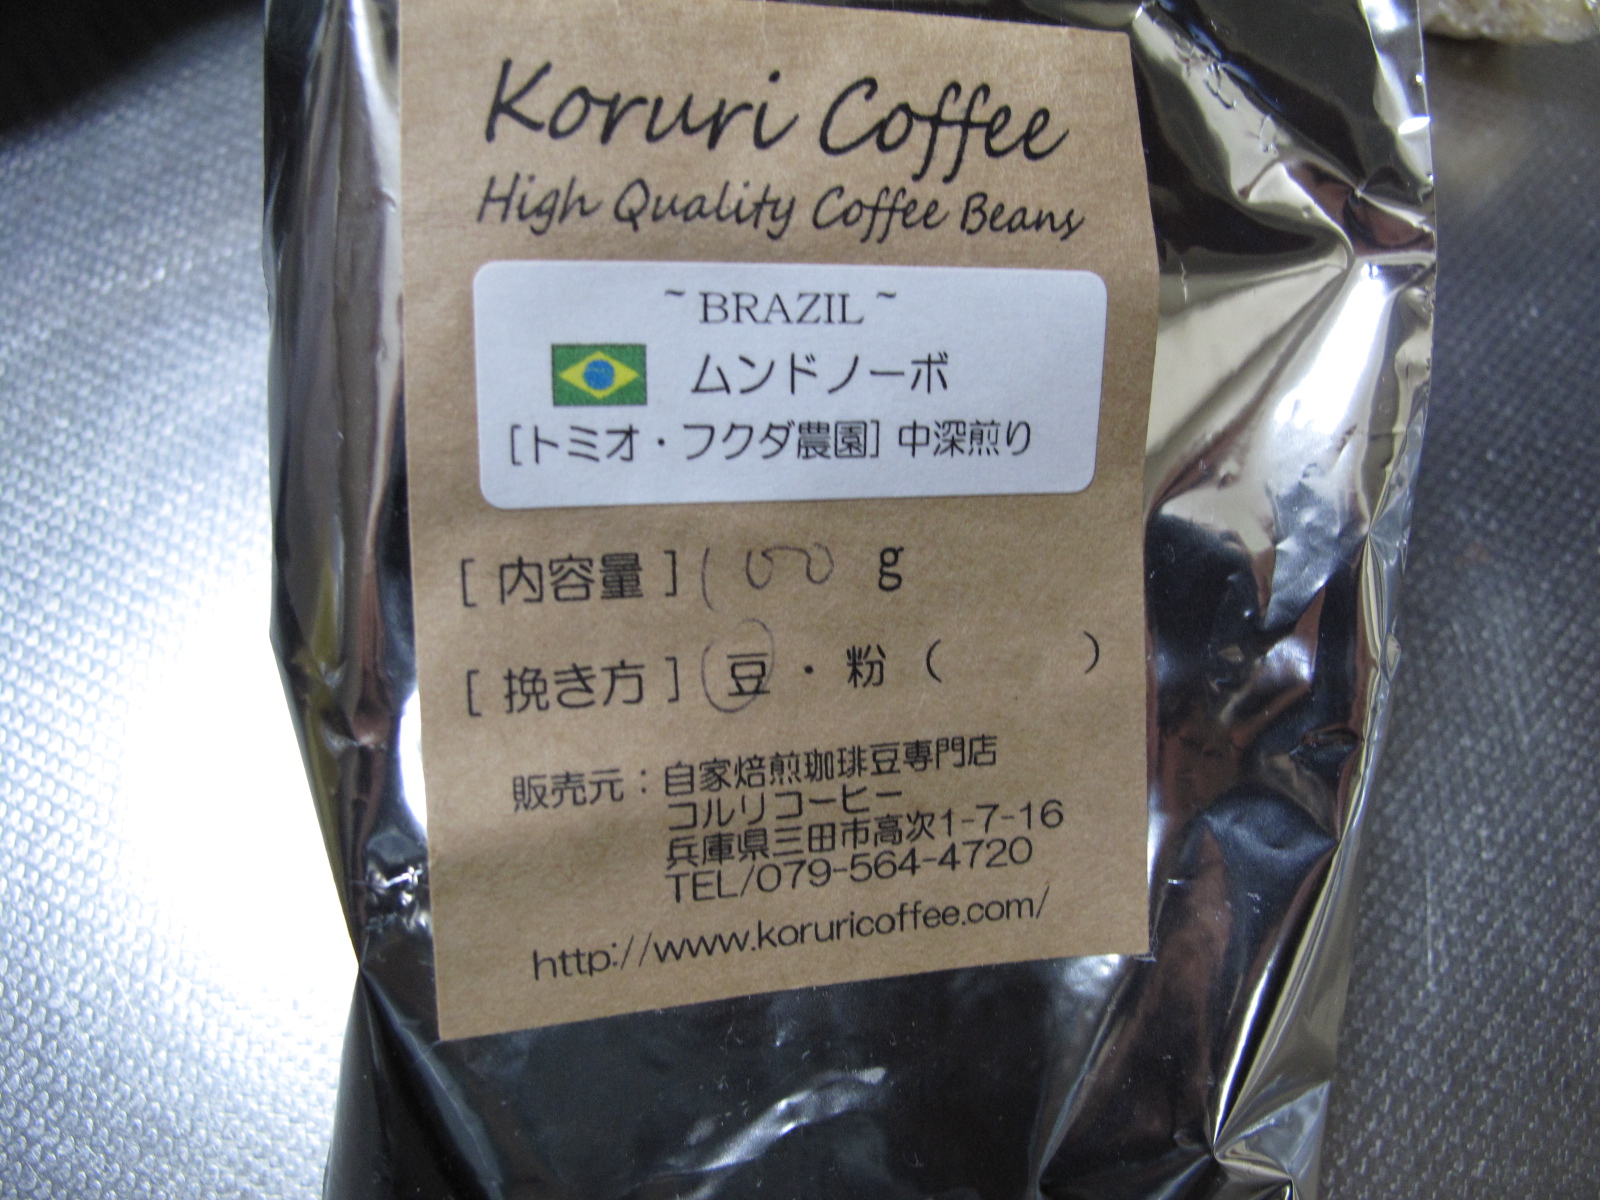 Koruri Coffee
High Quality Coffee Beans
~ BRAZIL ~
ムンドノーボ
[トミオ・フクダ農園] 中深煎り
[ 内容量 ] 100 g
[ 挽き方 ] 豆 ・ 粉 ( )
販売元：自家焙煎珈琲豆専門店
コルリコーヒー
兵庫県三田市高次1-7-16
TEL/079-564-4720
http://www.koruricoffee.com/